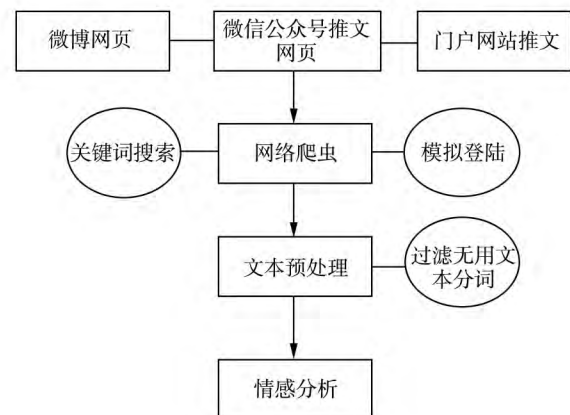 微博网页
微信公众号推文
网页
门户网站推文
关键词搜索
网络爬虫
模拟登陆
文本预处理
过滤无用文
本分词
情感分析